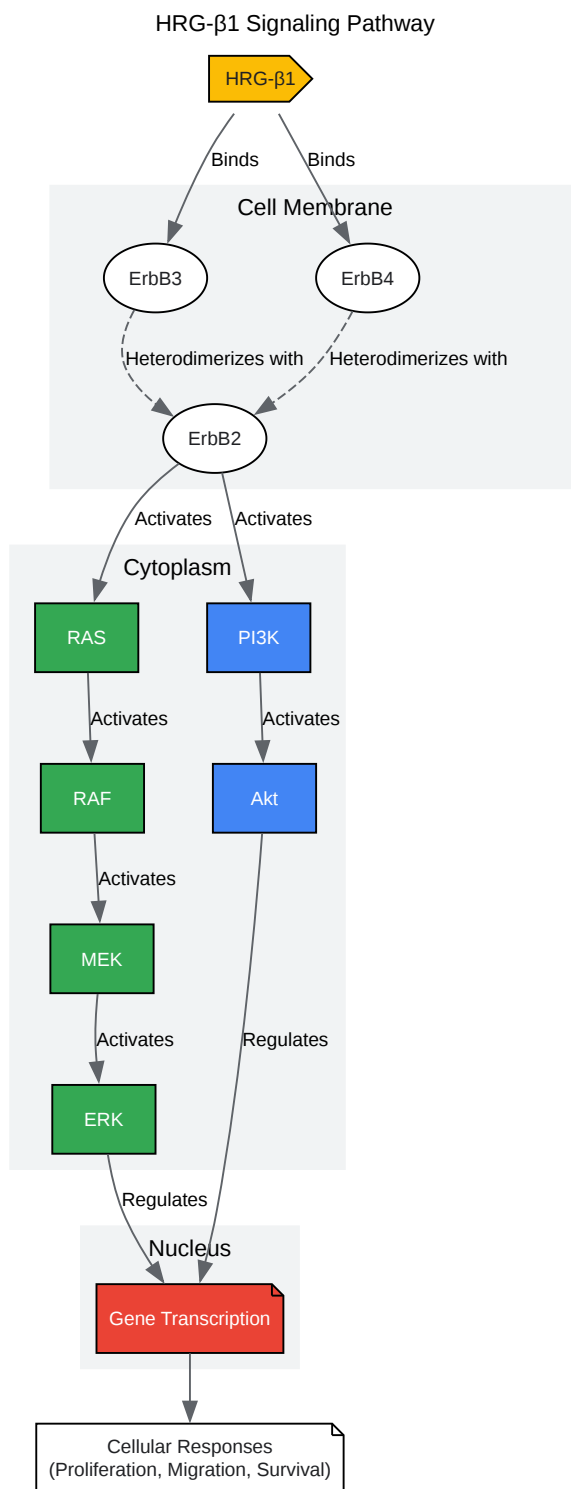 HRG-β1 Signaling Pathway
HRG-β1
Binds
Binds
Cell Membrane
ErbB3
ErbB4
Heterodimerizes with
Heterodimerizes with
ErbB2
Activates
Activates
Cytoplasm
RAS
PI3K
Activates
Activates
RAF
Akt
Activates
MEK
Activates
Regulates
ERK
Regulates
Nucleus
Gene Transcription
Cellular Responses
(Proliferation, Migration, Survival)